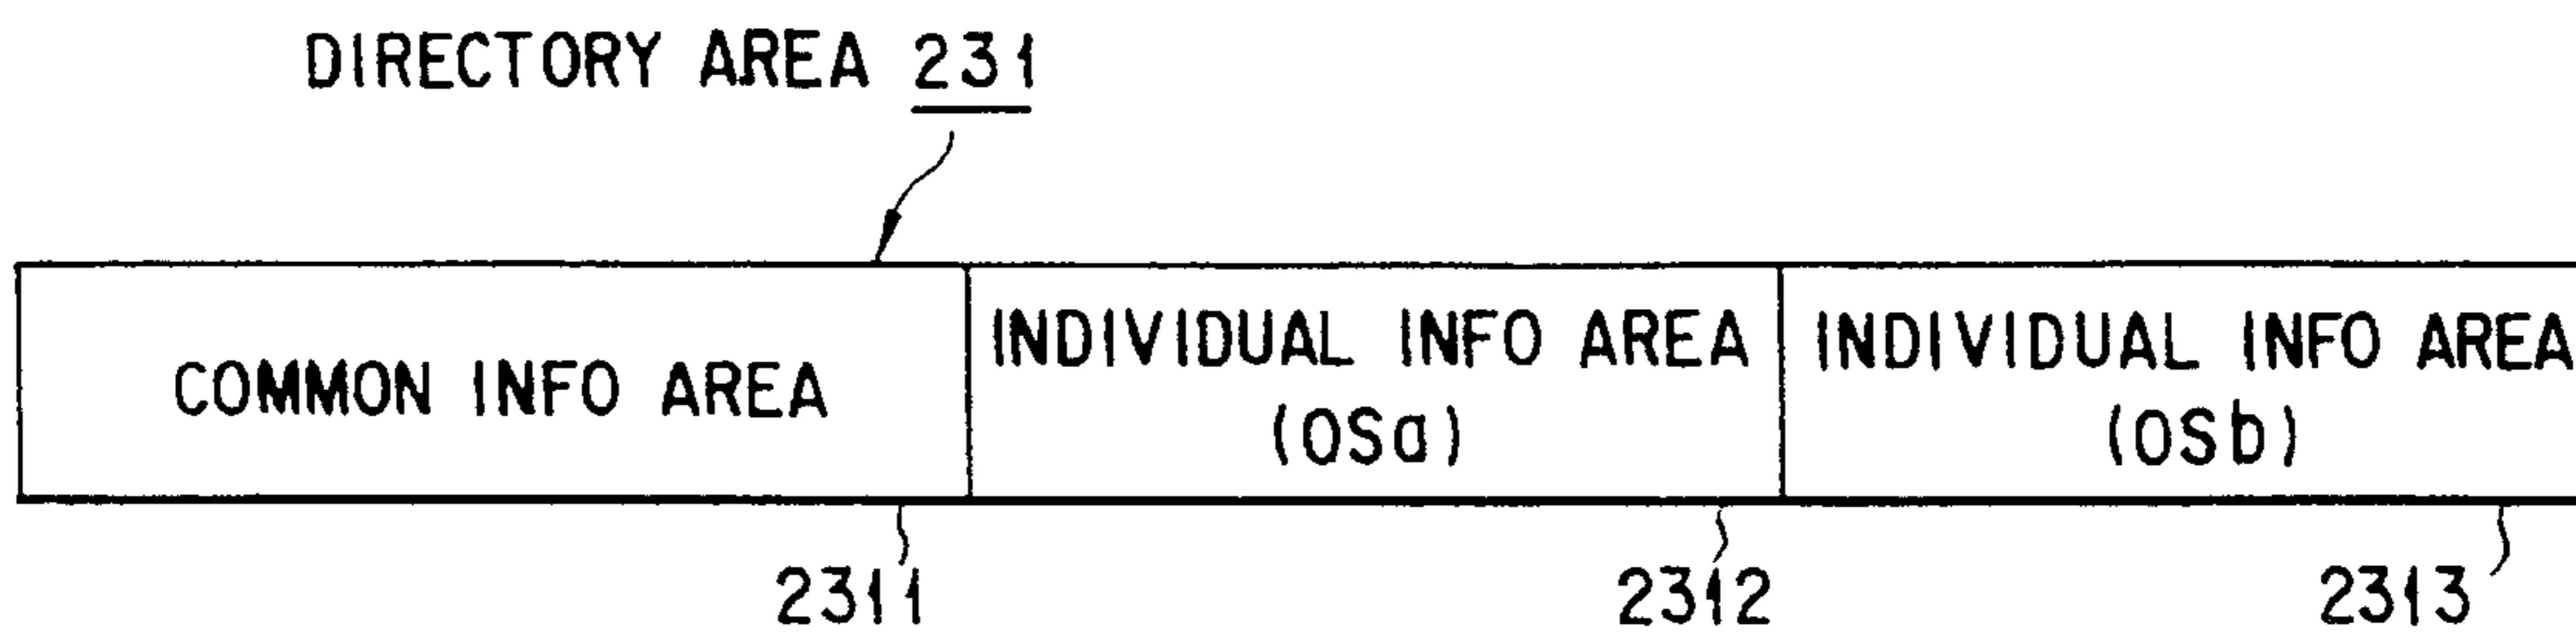 DIRECTORY AREA 231
COMMON INFO AREA
INDIVIDUAL INFO AREA
(OSa)
INDIVIDUAL INFO AREA
(OSb)
2311
2312
2313